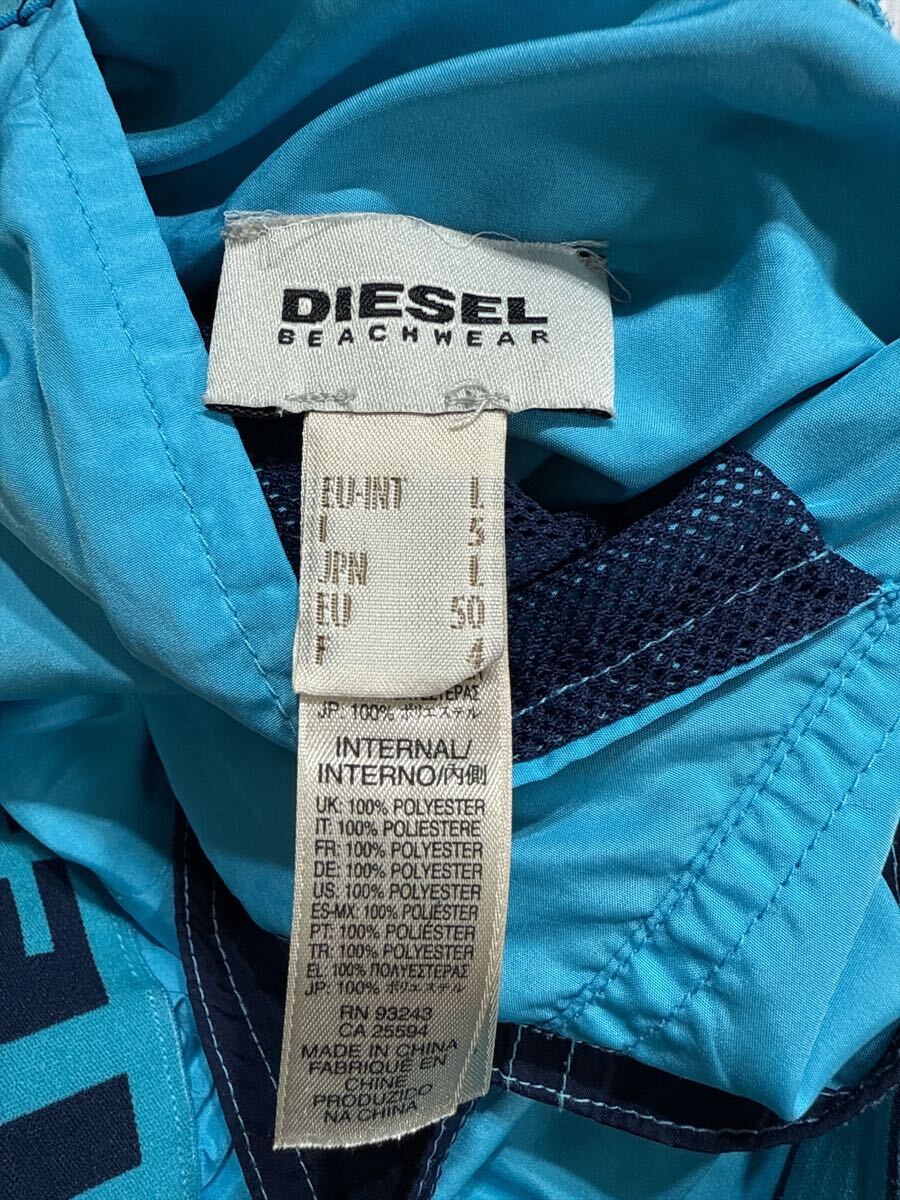 DIESEL
BEACHWEAR
EU-INT L
I 5
JPN L
EU 50
F 4
JP: 100% ポリエステル
INTERNAL/
INTERNO/内側
UK: 100% POLYESTER
IT: 100% POLIESTERE
FR: 100% POLYESTER
DE: 100% POLYESTER
US: 100% POLYESTER
ES-MX: 100% POLIÉSTER
PT: 100% POLIÉSTER
TR: 100% POLYESTER
EL: 100% ΠΟΛΥΕΣΤΕΡΑΣ
JP: 100% ポリエステル
RN 93243
CA 25594
MADE IN CHINA
FABRIQUE EN
CHINE
PRODUZIDO
NA CHINA